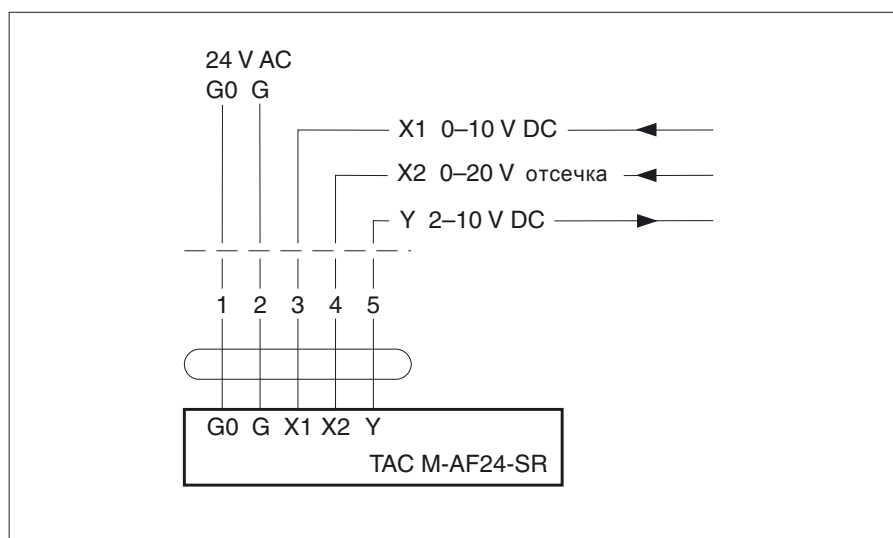 24 V AC
G0 G
X1 0–10 V DC
X2 0–20 V отсечка
Y 2–10 V DC
1 2 3 4 5
G0 G X1 X2 Y
TAC M-AF24-SR